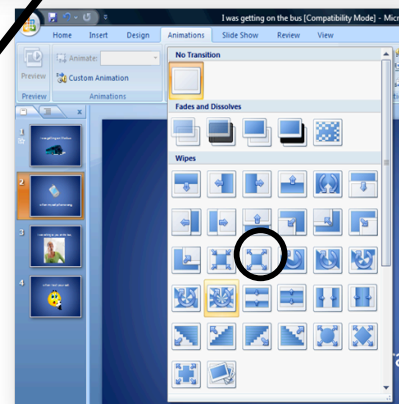 I was getting on the bus [Compatibility Mode] - Micr
Home Insert Design Animations Slide Show Review View
Preview
Animate:
Custom Animation
Preview Animations
No Transition
Fades and Dissolves
Wipes
1
2
3
4